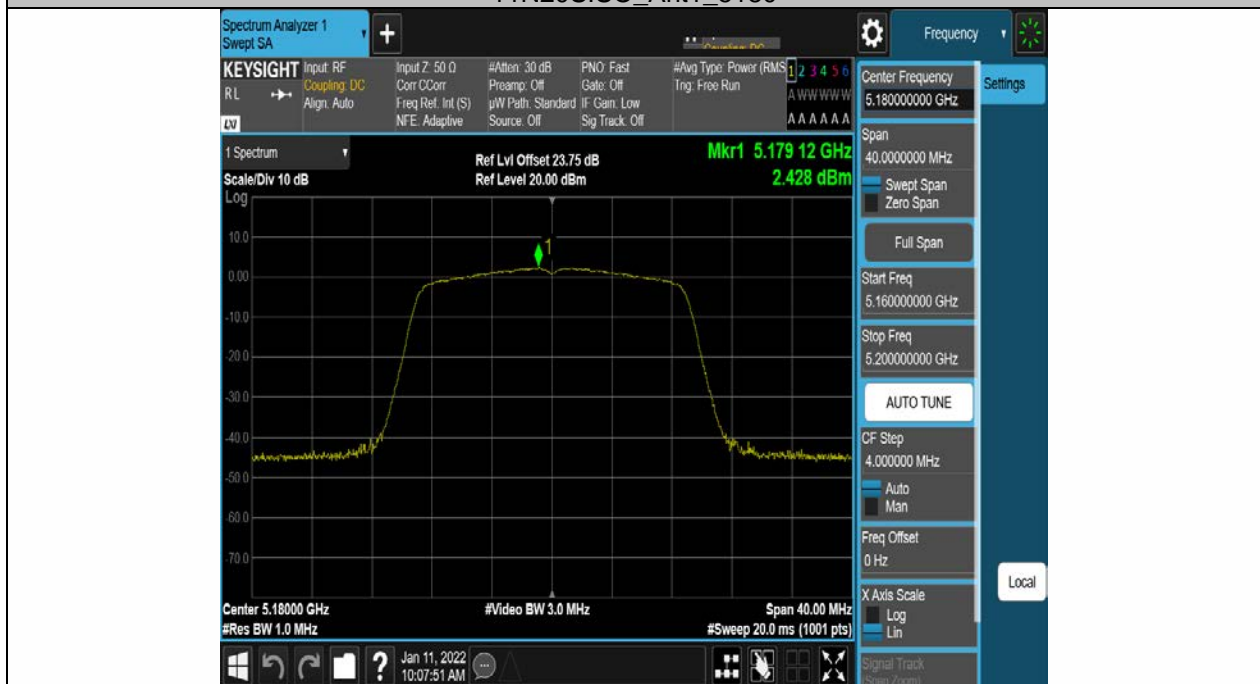 Spectrum Analyzer 1
Swept SA
Frequency
KEYSIGHT
RL
LXI
Input: RF
Coupling: DC
Align: Auto
Input Z: 50 Ω
Corr CCorr
Freq Ref: Int (S)
NFE: Adaptive
#Atten: 30 dB
Preamp: Off
µW Path: Standard
Source: Off
PNO: Fast
Gate: Off
IF Gain: Low
Sig Track: Off
#Avg Type: Power (RMS
Trig: Free Run
1 2 3 4 5 6
A W W W W W
A A A A A A
Center Frequency
5.180000000 GHz
Settings
1 Spectrum
Scale/Div 10 dB
Ref Lvl Offset 23.75 dB
Ref Level 20.00 dBm
Mkr1 5.179 12 GHz
2.428 dBm
Log
10.0
0.00
-10.0
-20.0
-30.0
-40.0
-50.0
-60.0
-70.0
1
Span
40.0000000 MHz
Swept Span
Zero Span
Full Span
Start Freq
5.160000000 GHz
Stop Freq
5.200000000 GHz
AUTO TUNE
CF Step
4.000000 MHz
Auto
Man
Freq Offset
0 Hz
X Axis Scale
Log
Lin
Signal Track
(Span Zoom)
Local
Center 5.18000 GHz
#Res BW 1.0 MHz
#Video BW 3.0 MHz
Span 40.00 MHz
#Sweep 20.0 ms (1001 pts)
?
Jan 11, 2022
10:07:51 AM